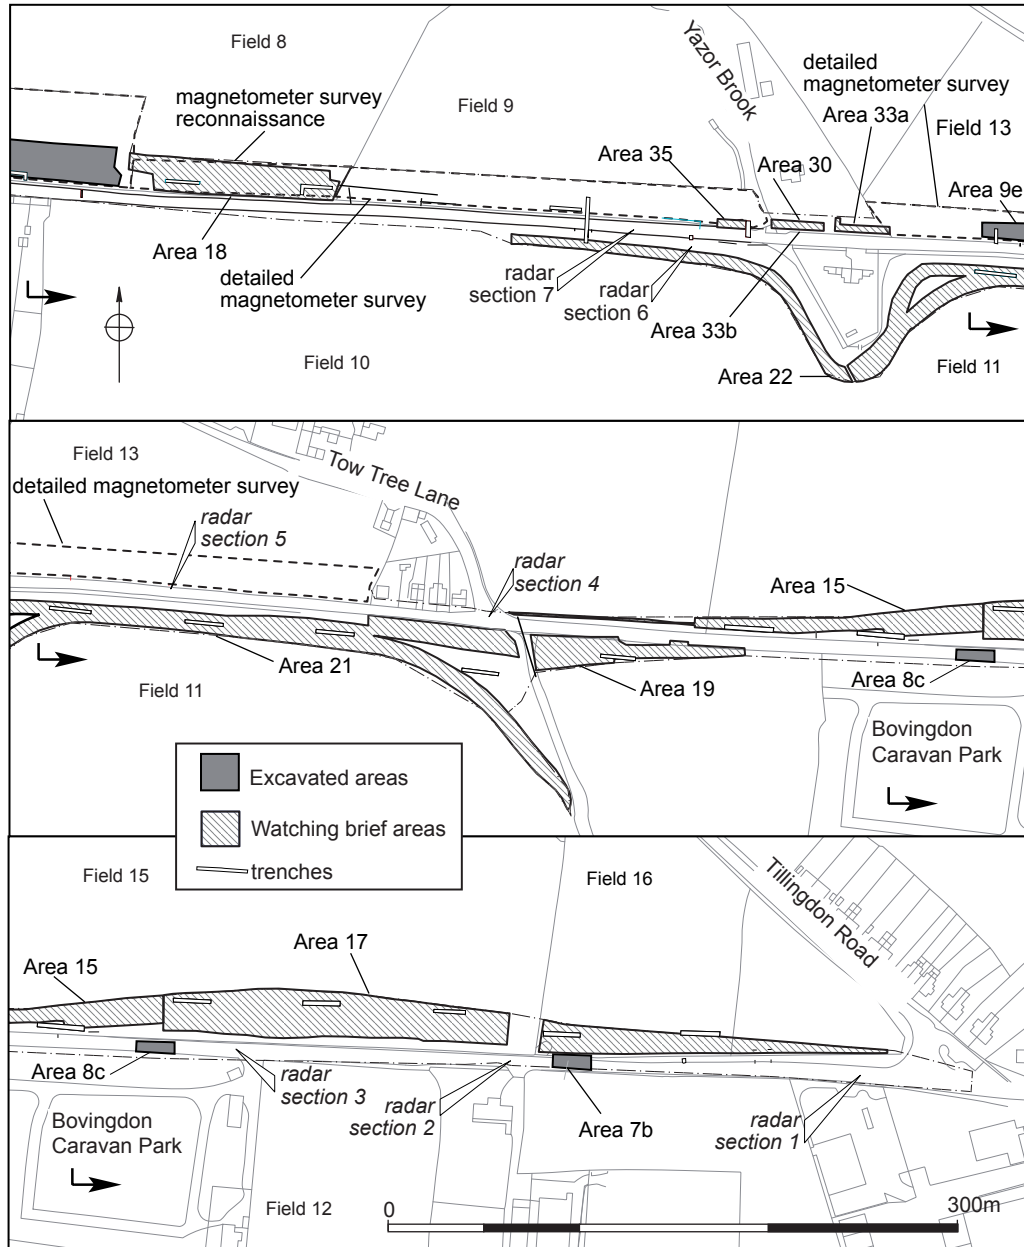 Field 8
magnetometer survey
reconnaissance
Field 9
Yazor Brook
detailed
magnetometer survey
Area 33a
Field 13
Area 35
Area 30
Area 9e
Area 18
detailed
magnetometer survey
radar
section 7
radar
section 6
Area 33b
Field 10
Area 22
Field 11
Field 13
detailed magnetometer survey
radar
section 5
Tow Tree Lane
radar
section 4
Area 15
Area 21
Field 11
Area 19
Area 8c
Bovingdon
Caravan Park
Excavated areas
Watching brief areas
trenches
Field 15
Field 16
Tillingdon Road
Area 15
Area 17
Area 8c
radar
section 3
radar
section 2
Area 7b
radar
section 1
Bovingdon
Caravan Park
Field 12
0
300m